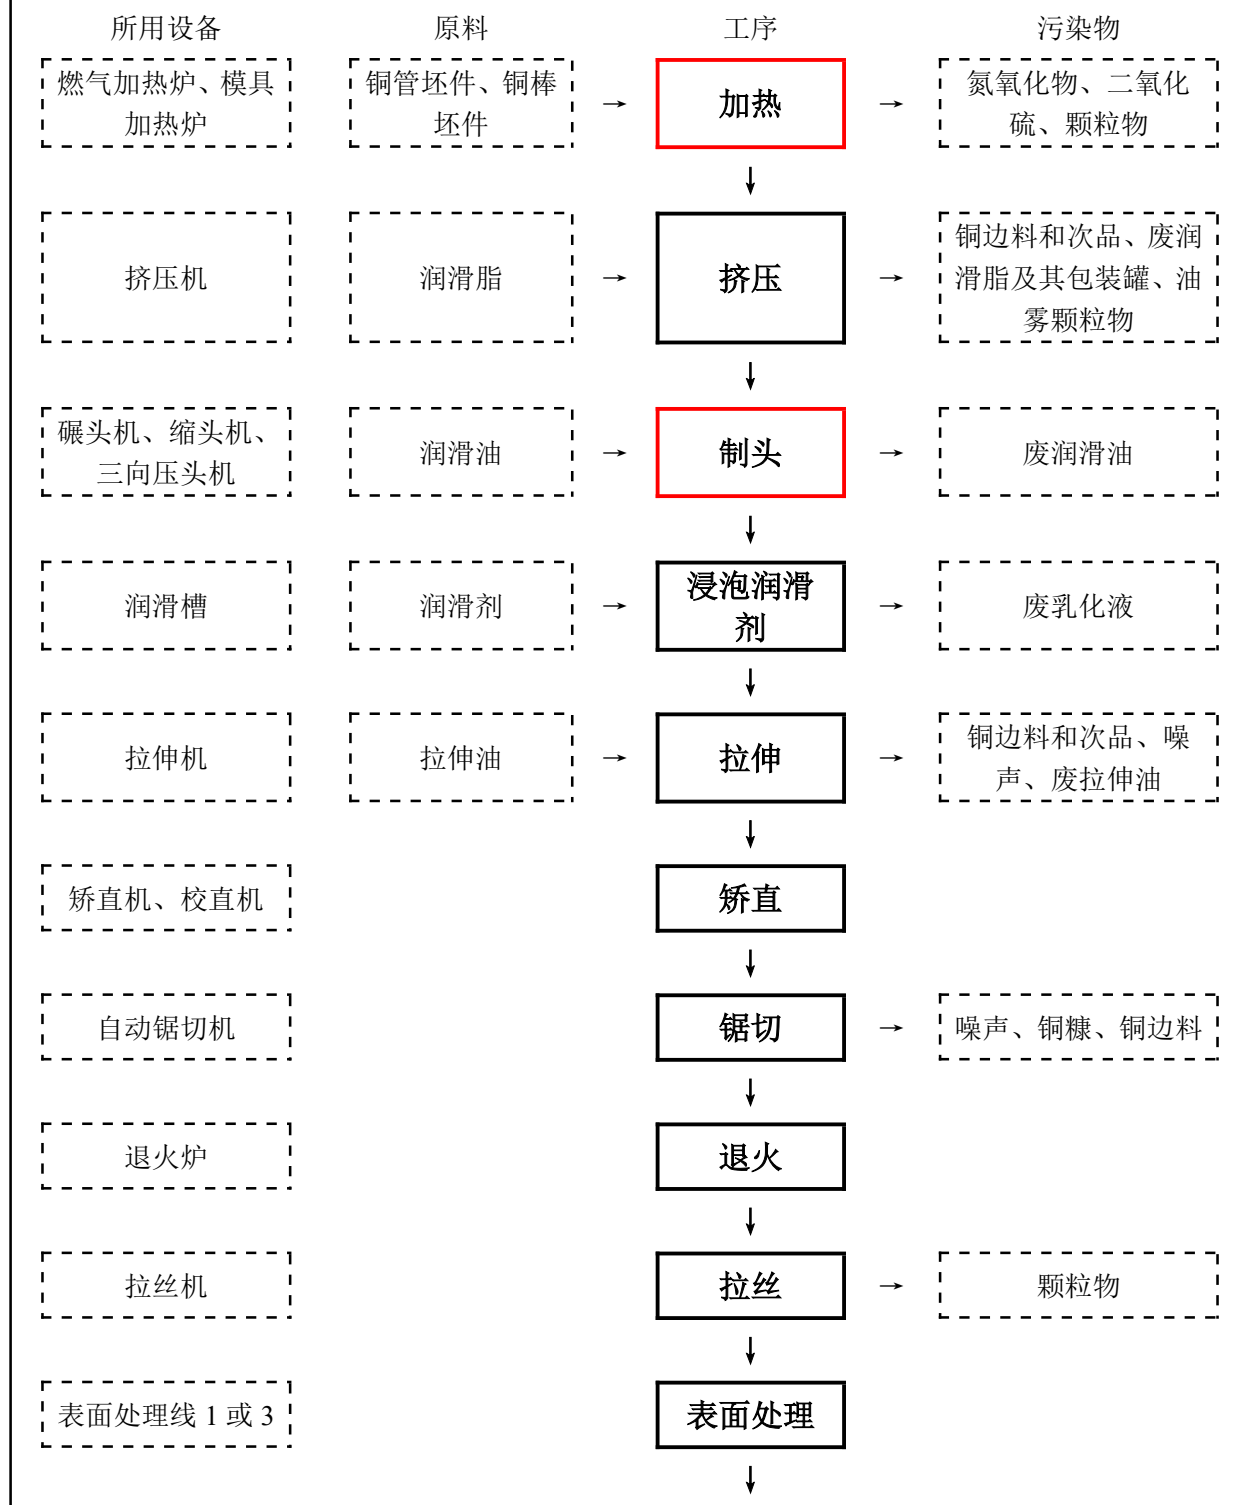 所用设备 原料 工序 污染物
燃气加热炉、模具
加热炉
铜管坯件、铜棒
坯件
→
加热
→
氮氧化物、二氧化
硫、颗粒物
挤压机
润滑脂
→
挤压
→
铜边料和次品、废润
滑脂及其包装罐、油
雾颗粒物
碾头机、缩头机、
三向压头机
润滑油
→
制头
→
废润滑油
润滑槽
润滑剂
→
浸泡润滑
剂
→
废乳化液
拉伸机
拉伸油
→
拉伸
→
铜边料和次品、噪
声、废拉伸油
矫直机、校直机
矫直
自动锯切机
锯切
→
噪声、铜糠、铜边料
退火炉
退火
拉丝机
拉丝
→
颗粒物
表面处理线 1 或 3
表面处理